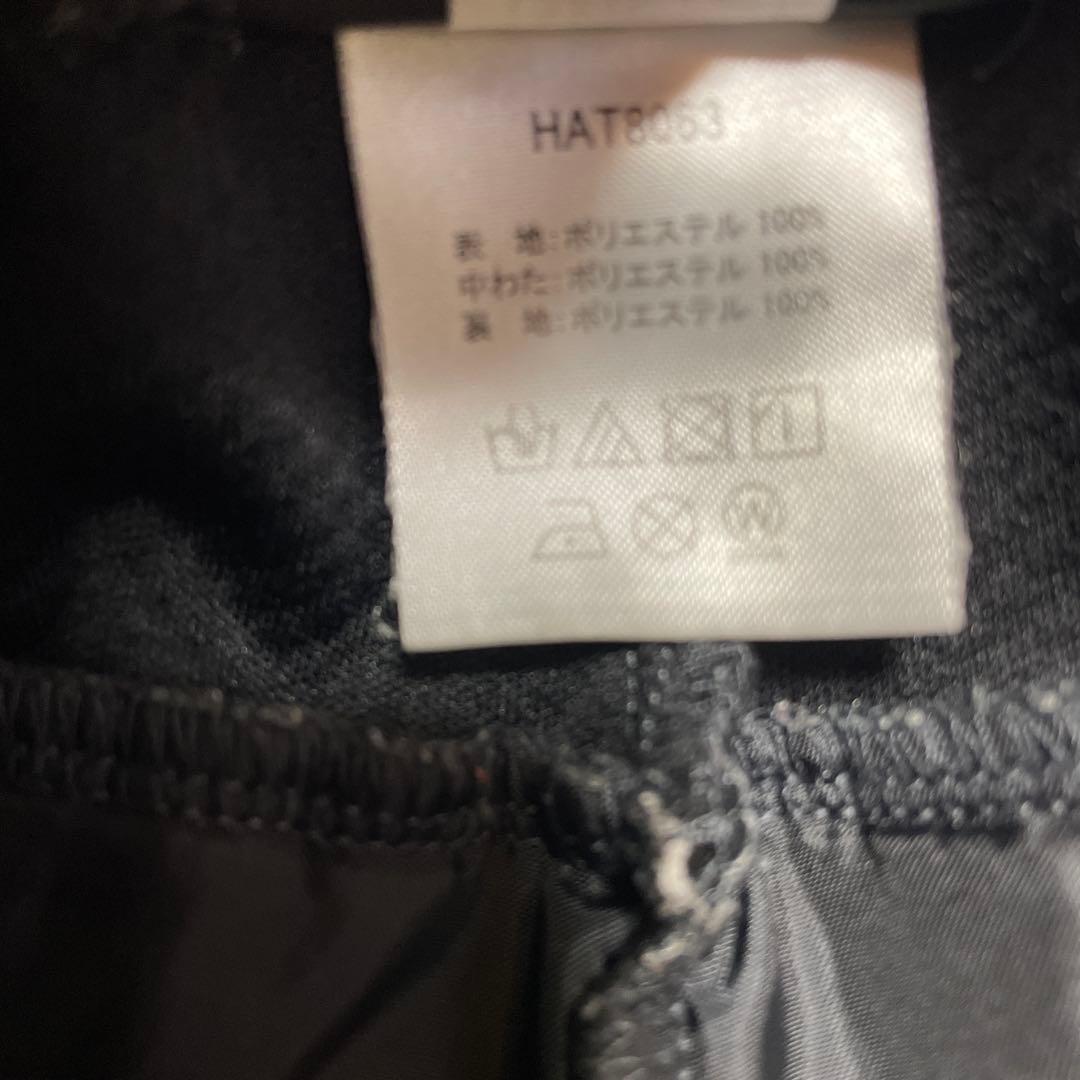 表 地:ポリエステル 100%
中わた:ポリエステル 100%
裏 地:ポリエステル 100%